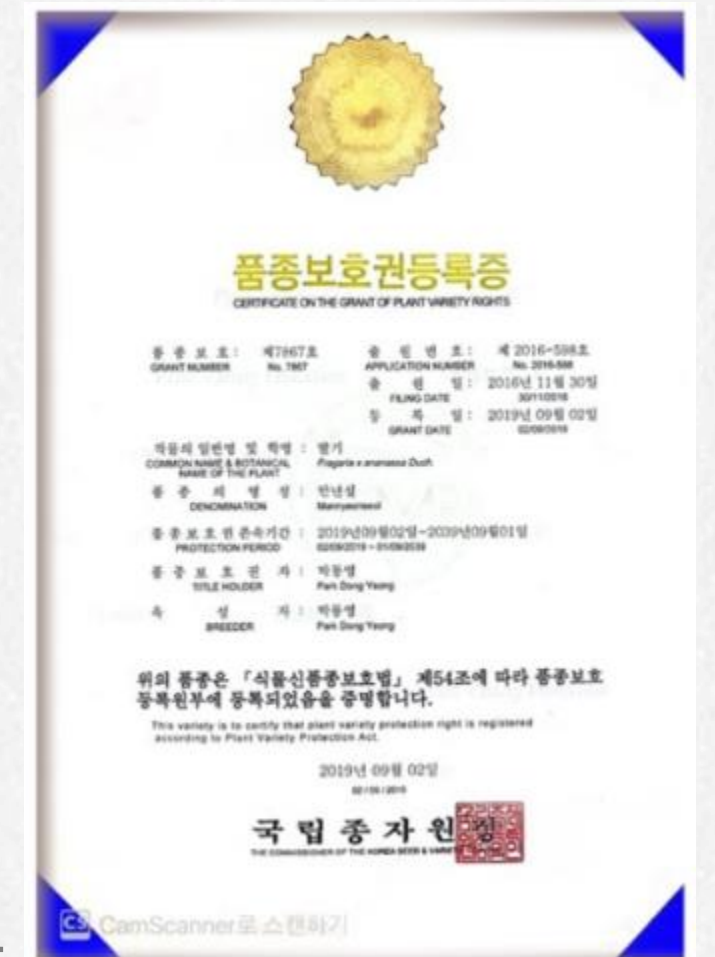 품종보호권등록증
CERTIFICATE ON THE GRANT OF PLANT VARIETY RIGHTS
품 종 보 호 : 제7867호
GRANT NUMBER No. 7867
출 원 번 호 : 제 2016-598호
APPLICATION NUMBER No. 2016-598
출 원 일 : 2016년 11월 30일
FILING DATE 30/11/2016
등 록 일 : 2019년 09월 02일
GRANT DATE 02/09/2019
작물의 일반명 및 학명 : 딸기
COMMON NAME & BOTANICAL Fragaria x ananassa Duch.
NAME OF THE PLANT
품 종 의 명 칭 : 만년설
DENOMINATION Mannyeonseol
품종보호권존속기간 : 2019년09월02일~2039년09월01일
PROTECTION PERIOD 02/09/2019 ~ 01/09/2039
품 종 보 호 권 자 : 박동영
TITLE HOLDER Park Dong Yeong
육 성 자 : 박동영
BREEDER Park Dong Yeong
위의 품종은 「식물신품종보호법」 제54조에 따라 품종보호
등록원부에 등록되었음을 증명합니다.
This variety is to certify that plant variety protection right is registered
according to Plant Variety Protection Act.
2019년 09월 02일
02 / 09 / 2019
국립종자원장
THE COMMISSIONER OF THE KOREA SEED & VARIETY
CS CamScanner로 스캔하기